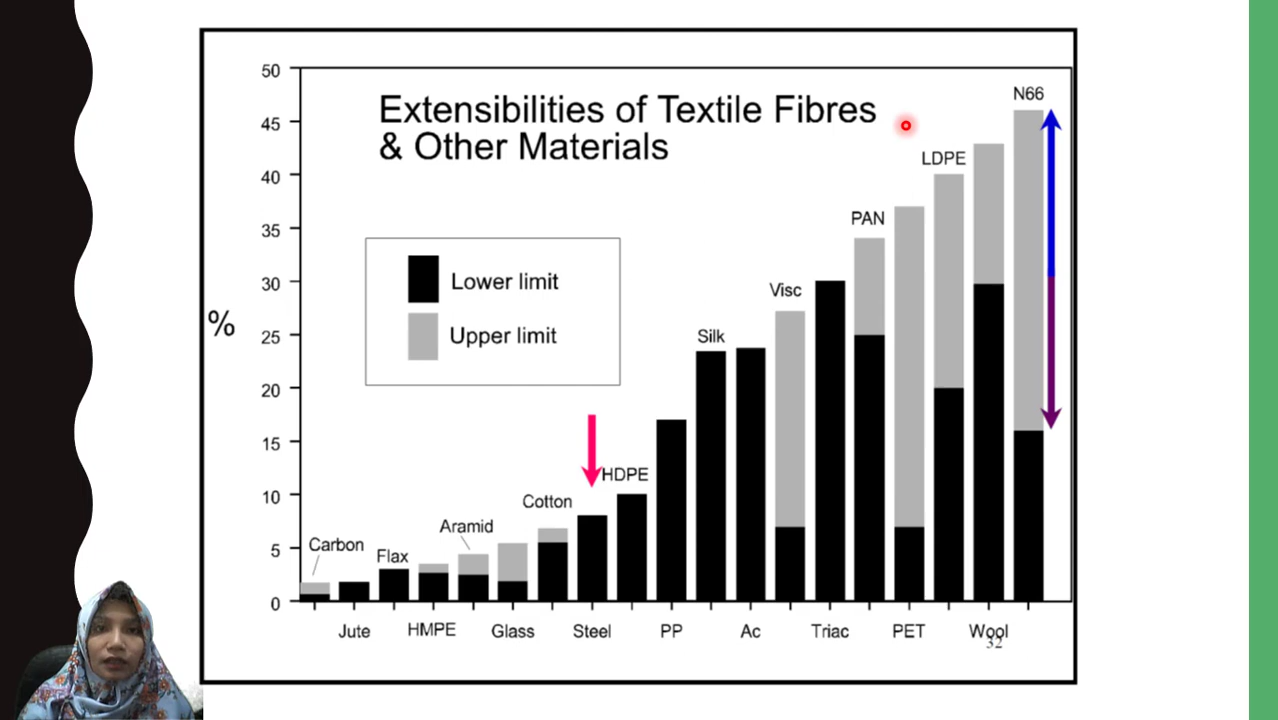 Extensibilities of Textile Fibres
& Other Materials
50
45
40
35
30
25
20
15
10
5
0
%
Lower limit
Upper limit
Carbon
Flax
Aramid
Cotton
HDPE
Silk
Visc
PAN
LDPE
N66
Jute
HMPE
Glass
Steel
PP
Ac
Triac
PET
Wool
32